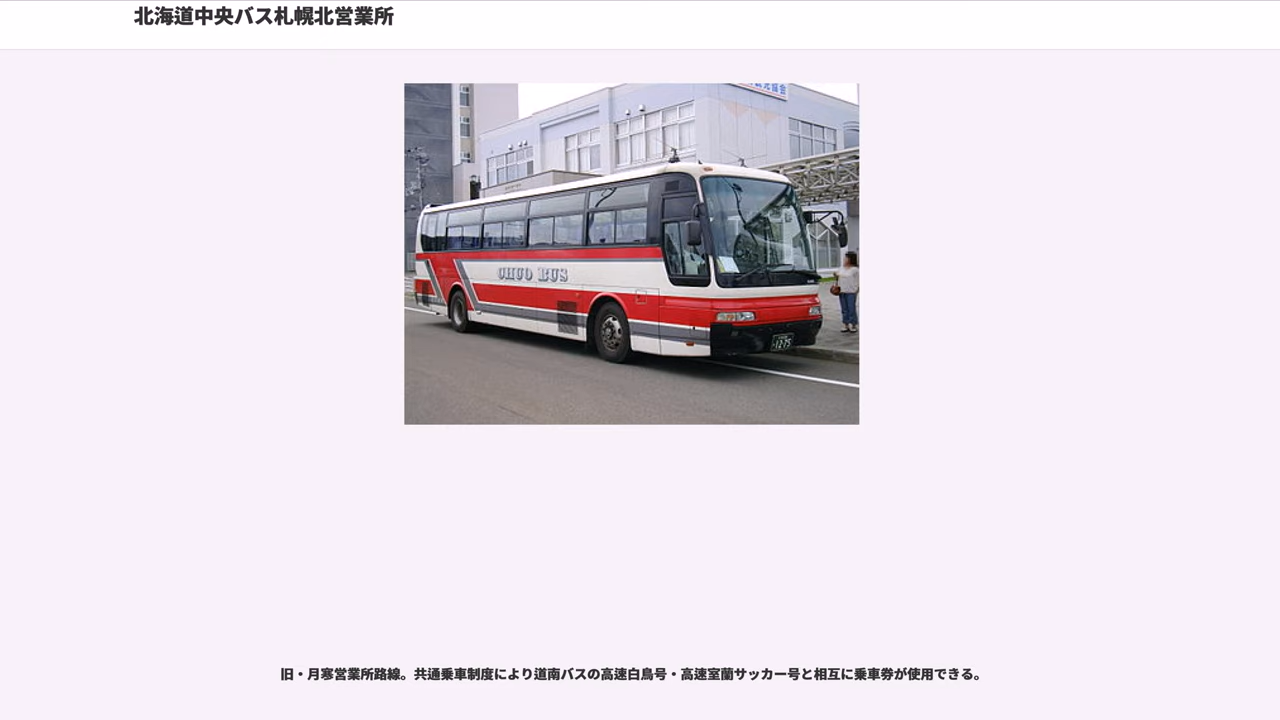 北海道中央バス札幌北営業所
CHUO BUS
12-75
旧・月寒営業所路線。共通乗車制度により道南バスの高速白鳥号・高速室蘭サッカー号と相互に乗車券が使用できる。